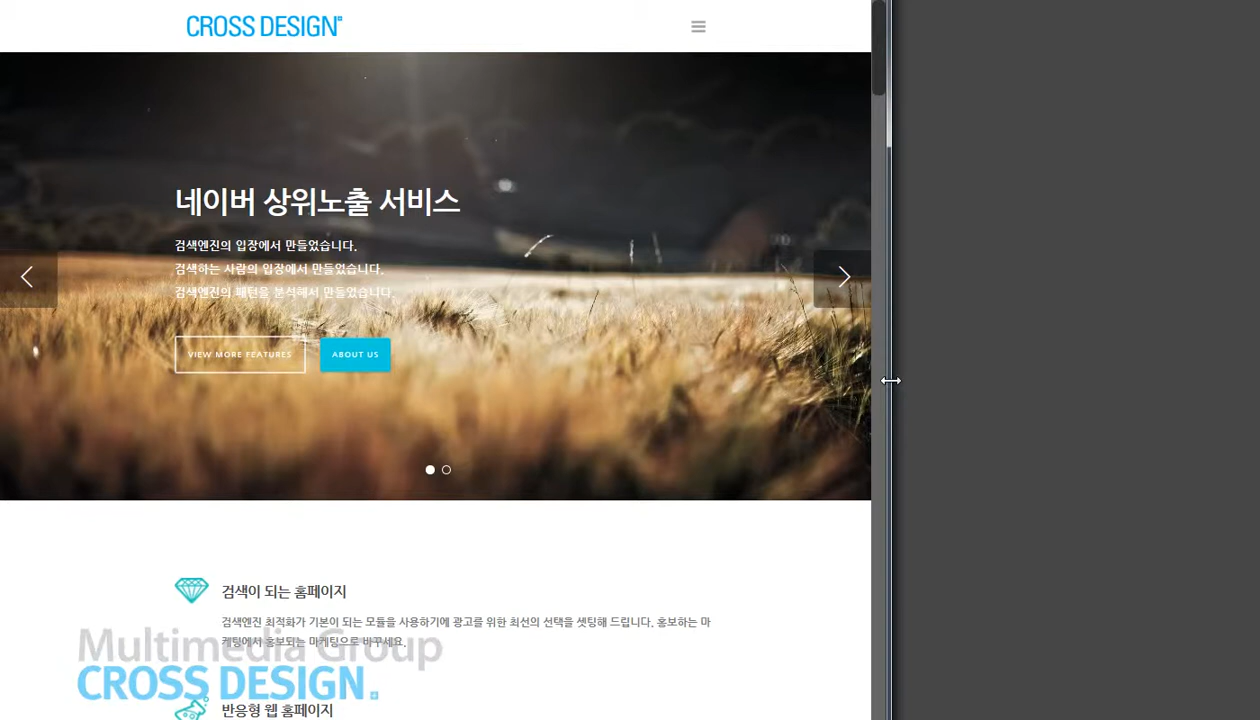 CROSS DESIGN
네이버 상위노출 서비스
검색엔진의 입장에서 만들었습니다.
검색하는 사람의 입장에서 만들었습니다.
검색엔진의 패턴을 분석해서 만들었습니다.
VIEW MORE FEATURES
ABOUT US
검색이 되는 홈페이지
검색엔진 최적화가 기본이 되는 모듈을 사용하기에 광고를 위한 최선의 선택을 셋팅해 드립니다. 홍보하는 마
케팅에서 홍보되는 마케팅으로 바꾸세요.
Multimedia Group
CROSS DESIGN
반응형 웹 홈페이지